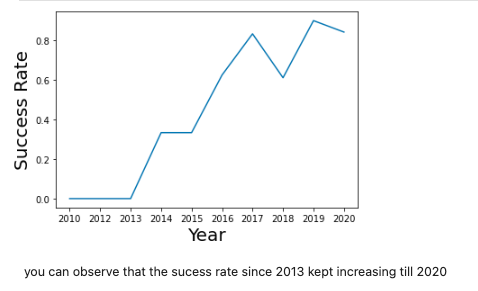 0.8
0.6
0.4
0.2
0.0
Success Rate
2010 2012 2013 2014 2015 2016 2017 2018 2019 2020
Year
you can observe that the sucess rate since 2013 kept increasing till 2020